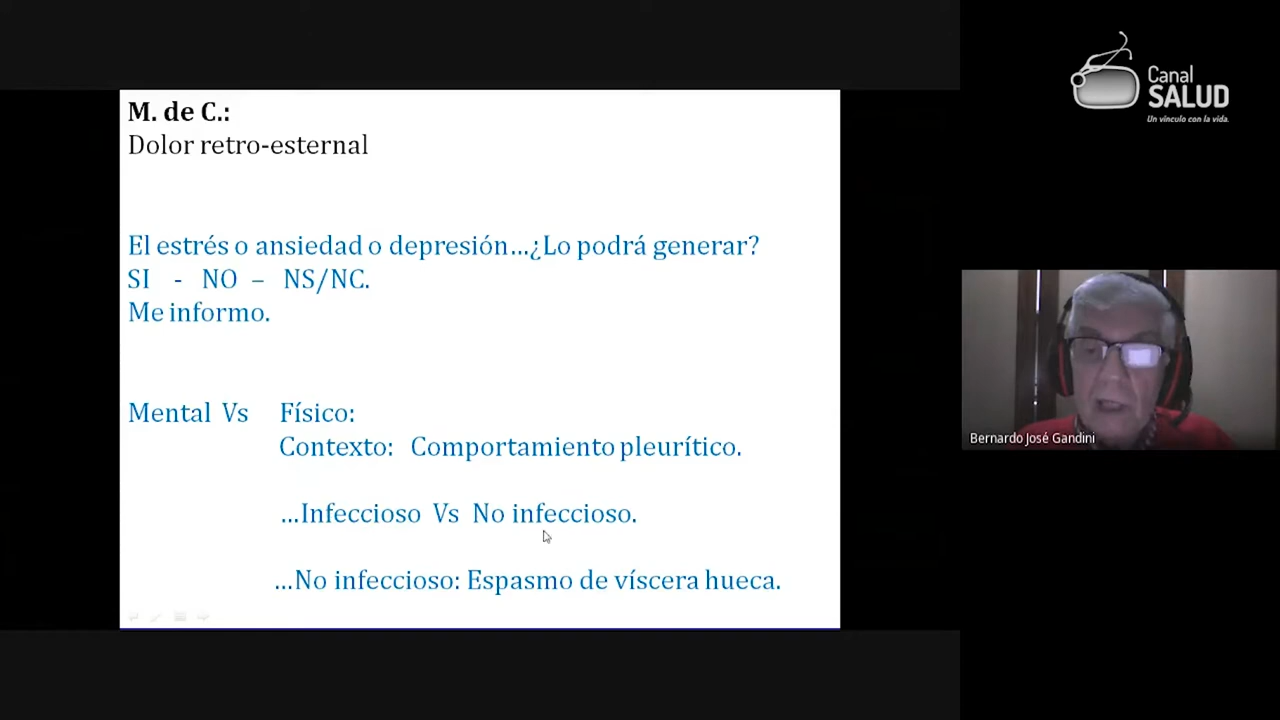 M. de C.:
Dolor retro-esternal
El estrés o ansiedad o depresión...¿Lo podrá generar?
SI - NO – NS/NC.
Me informo.
Mental Vs Físico:
Contexto: Comportamiento pleurítico.
...Infeccioso Vs No infeccioso.
...No infeccioso: Espasmo de víscera hueca.
Canal
SALUD
Un vínculo con la vida.
Bernardo José Gandini